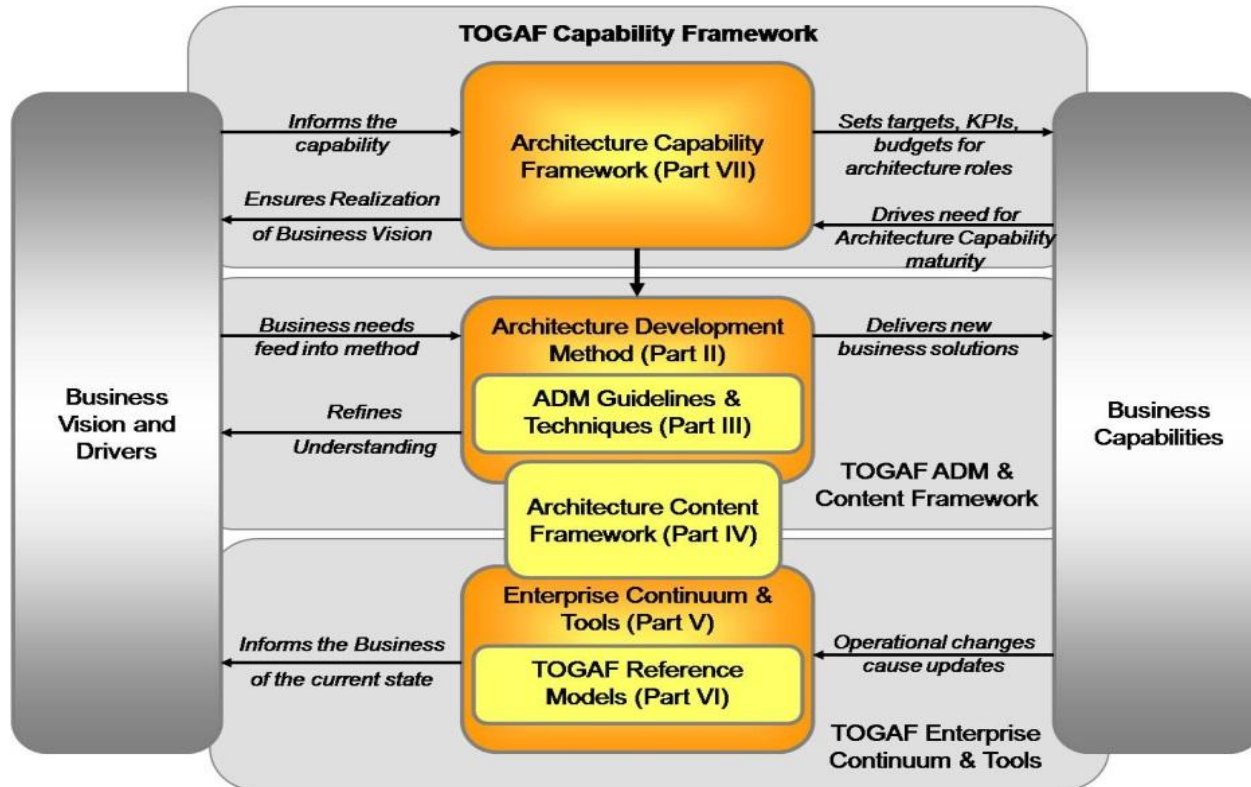 TOGAF Capability Framework
Informs the
capability
Ensures Realization
of Business Vision
Architecture Capability
Framework (Part VII)
Sets targets, KPIs,
budgets for
architecture roles
Drives need for
Architecture Capability
maturity
Business
Vision and
Drivers
Business needs
feed into method
Refines
Understanding
Architecture Development
Method (Part II)
ADM Guidelines &
Techniques (Part III)
Delivers new
business solutions
TOGAF ADM &
Content Framework
Business
Capabilities
Architecture Content
Framework (Part IV)
Enterprise Continuum &
Tools (Part V)
TOGAF Reference
Models (Part VI)
Informs the Business
of the current state
Operational changes
cause updates
TOGAF Enterprise
Continuum & Tools